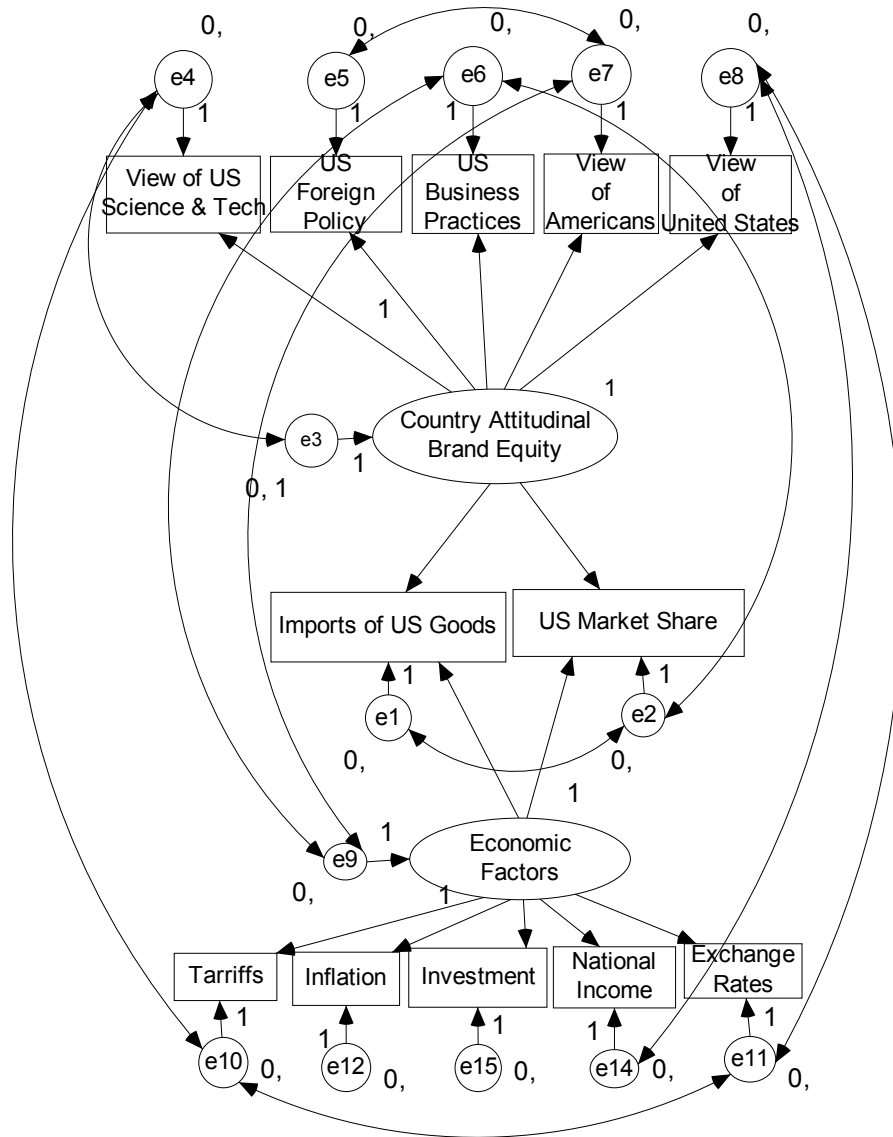 0,
0,
0,
0,
0,
e4
e5
e6
e7
e8
1
1
1
1
1
View of US
Science & Tech
US
Foreign
Policy
US
Business
Practices
View
of
Americans
View
of
United States
1
1
Country Attitudinal
Brand Equity
e3
1
0, 1
Imports of US Goods
US Market Share
1
1
e1
e2
0,
0,
1
Economic
Factors
e9
1
0,
1
Tarriffs
Inflation
Investment
National
Income
Exchange
Rates
1
1
1
1
1
e10
e12
e15
e14
e11
0,
0,
0,
0,
0,